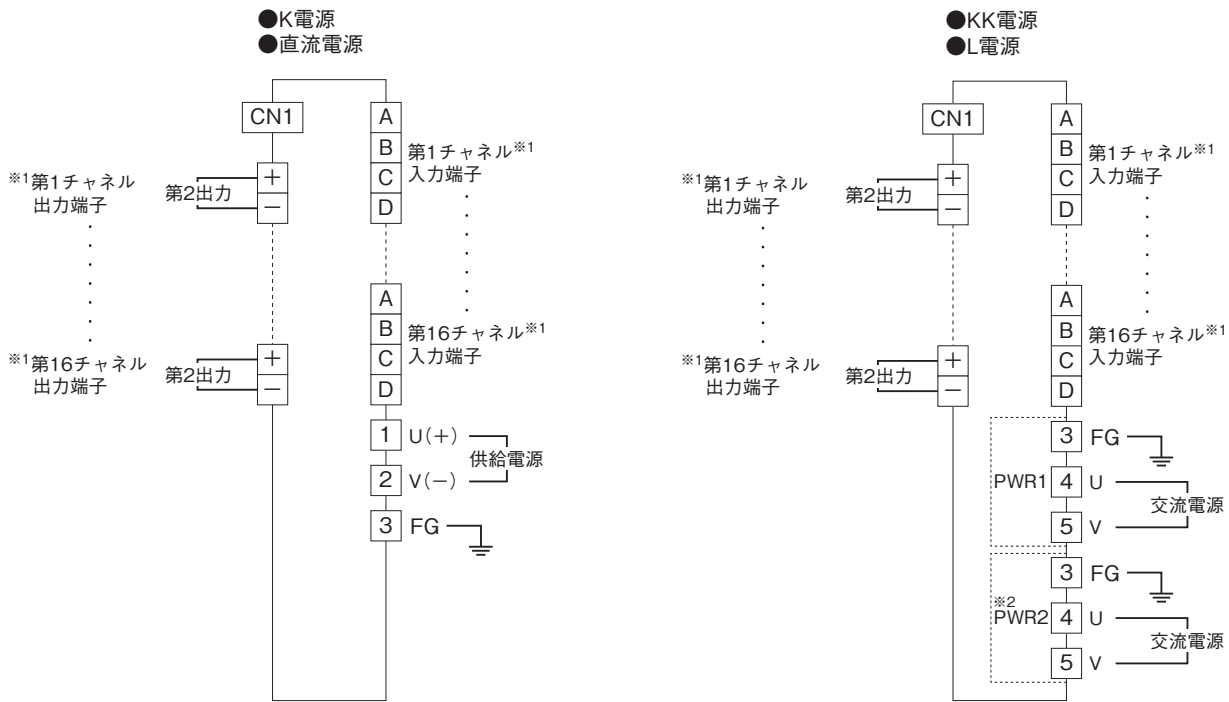 ●K電源
●直流電源
CN1
A
B
C
D
第1チャネル※1
入力端子
※1第1チャネル
出力端子
第2出力
+
−
A
B
C
D
第16チャネル※1
入力端子
※1第16チャネル
出力端子
第2出力
+
−
1 U(+)
供給電源
2 V(−)
3 FG
●KK電源
●L電源
CN1
A
B
C
D
第1チャネル※1
入力端子
※1第1チャネル
出力端子
第2出力
+
−
A
B
C
D
第16チャネル※1
入力端子
※1第16チャネル
出力端子
第2出力
+
−
3 FG
PWR1 4 U
交流電源
5 V
3 FG
※2
PWR2 4 U
交流電源
5 V